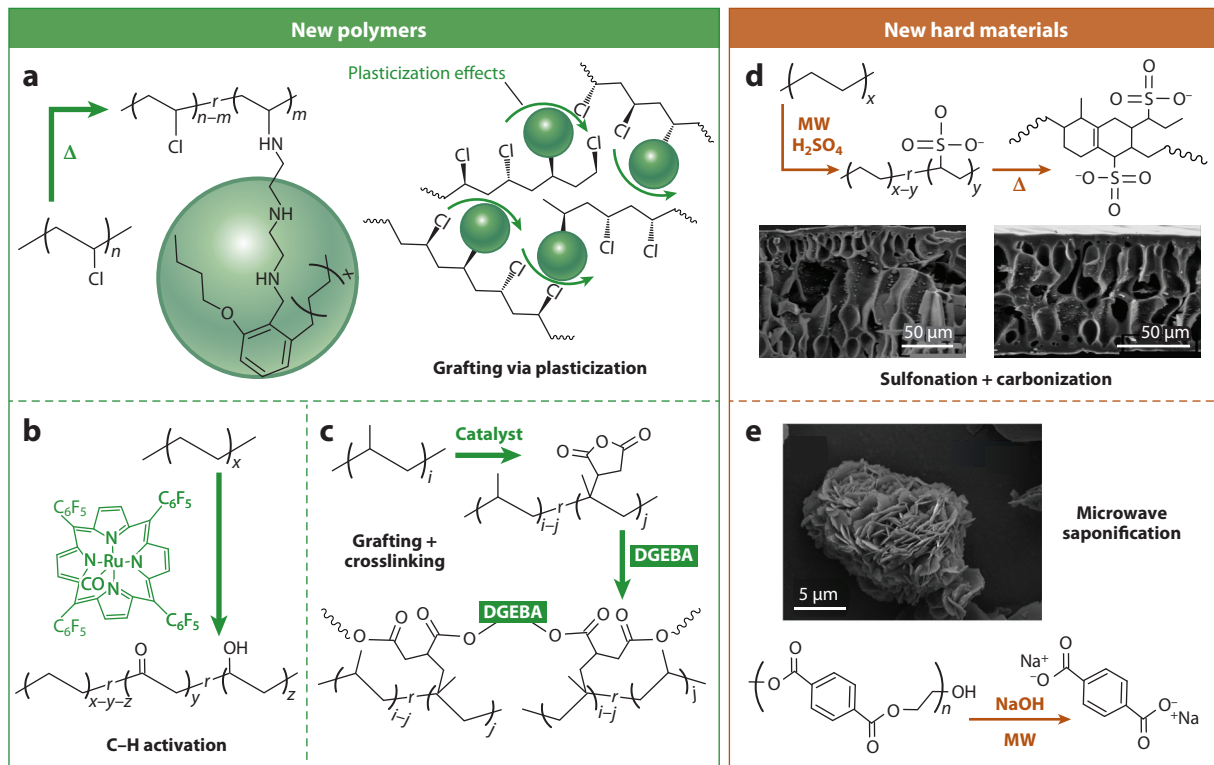 New polymers
New hard materials
a
Plasticization effects
Δ
n–m
r
m
Cl
HN
NH
HN
O
x
n
Cl
Cl
Cl
Cl
Cl
Cl
Cl
Cl
Cl
Cl
Cl
Cl
Cl
Grafting via plasticization
b
x
C6F5
C6F5
N
N
Ru
N
CO
N
C6F5
C6F5
O
OH
r
r
x–y–z
y
z
C–H activation
c
Catalyst
i
O
O
O
r
i–j
j
Grafting +
crosslinking
DGEBA
DGEBA
O
O
O
O
O
O
O
O
r
i–j
j
r
i–j
j
d
x
MW
H2SO4
O
O
S
O–
r
x–y
y
Δ
O
O
S
O–
–O
S
O
O
50 μm
50 μm
Sulfonation + carbonization
e
5 μm
Microwave
saponification
O
O
O
O
n
OH
NaOH
MW
O
Na+
–O
O–
+Na
O